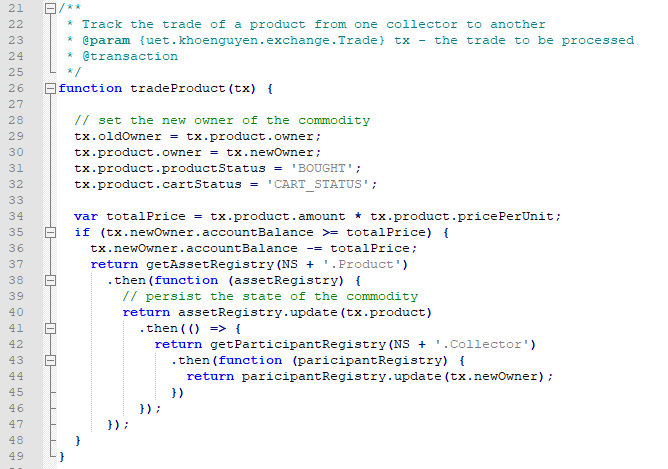 21 /**
22  * Track the trade of a product from one collector to another
23  * @param {uet.khoenguyen.exchange.Trade} tx - the trade to be processed
24  * @transaction
25  */
26 function tradeProduct(tx) {
27
28   // set the new owner of the commodity
29   tx.oldOwner = tx.product.owner;
30   tx.product.owner = tx.newOwner;
31   tx.product.productStatus = 'BOUGHT';
32   tx.product.cartStatus = 'CART_STATUS';
33
34   var totalPrice = tx.product.amount * tx.product.pricePerUnit;
35   if (tx.newOwner.accountBalance >= totalPrice) {
36     tx.newOwner.accountBalance -= totalPrice;
37     return getAssetRegistry(NS + '.Product')
38       .then(function (assetRegistry) {
39         // persist the state of the commodity
40         return assetRegistry.update(tx.product)
41           .then(() => {
42             return getParticipantRegistry(NS + '.Collector')
43               .then(function (paricipantRegistry) {
44                 return paricipantRegistry.update(tx.newOwner);
45               })
46           });
47       });
48   }
49 }